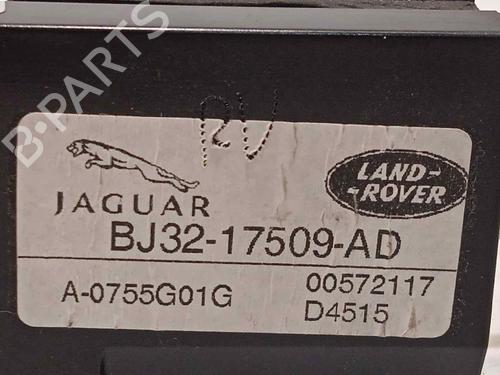 B-PARTS
RV
JAGUAR
LAND-
-ROVER
BJ32-17509-AD
A-0755G01G 00572117
D4515